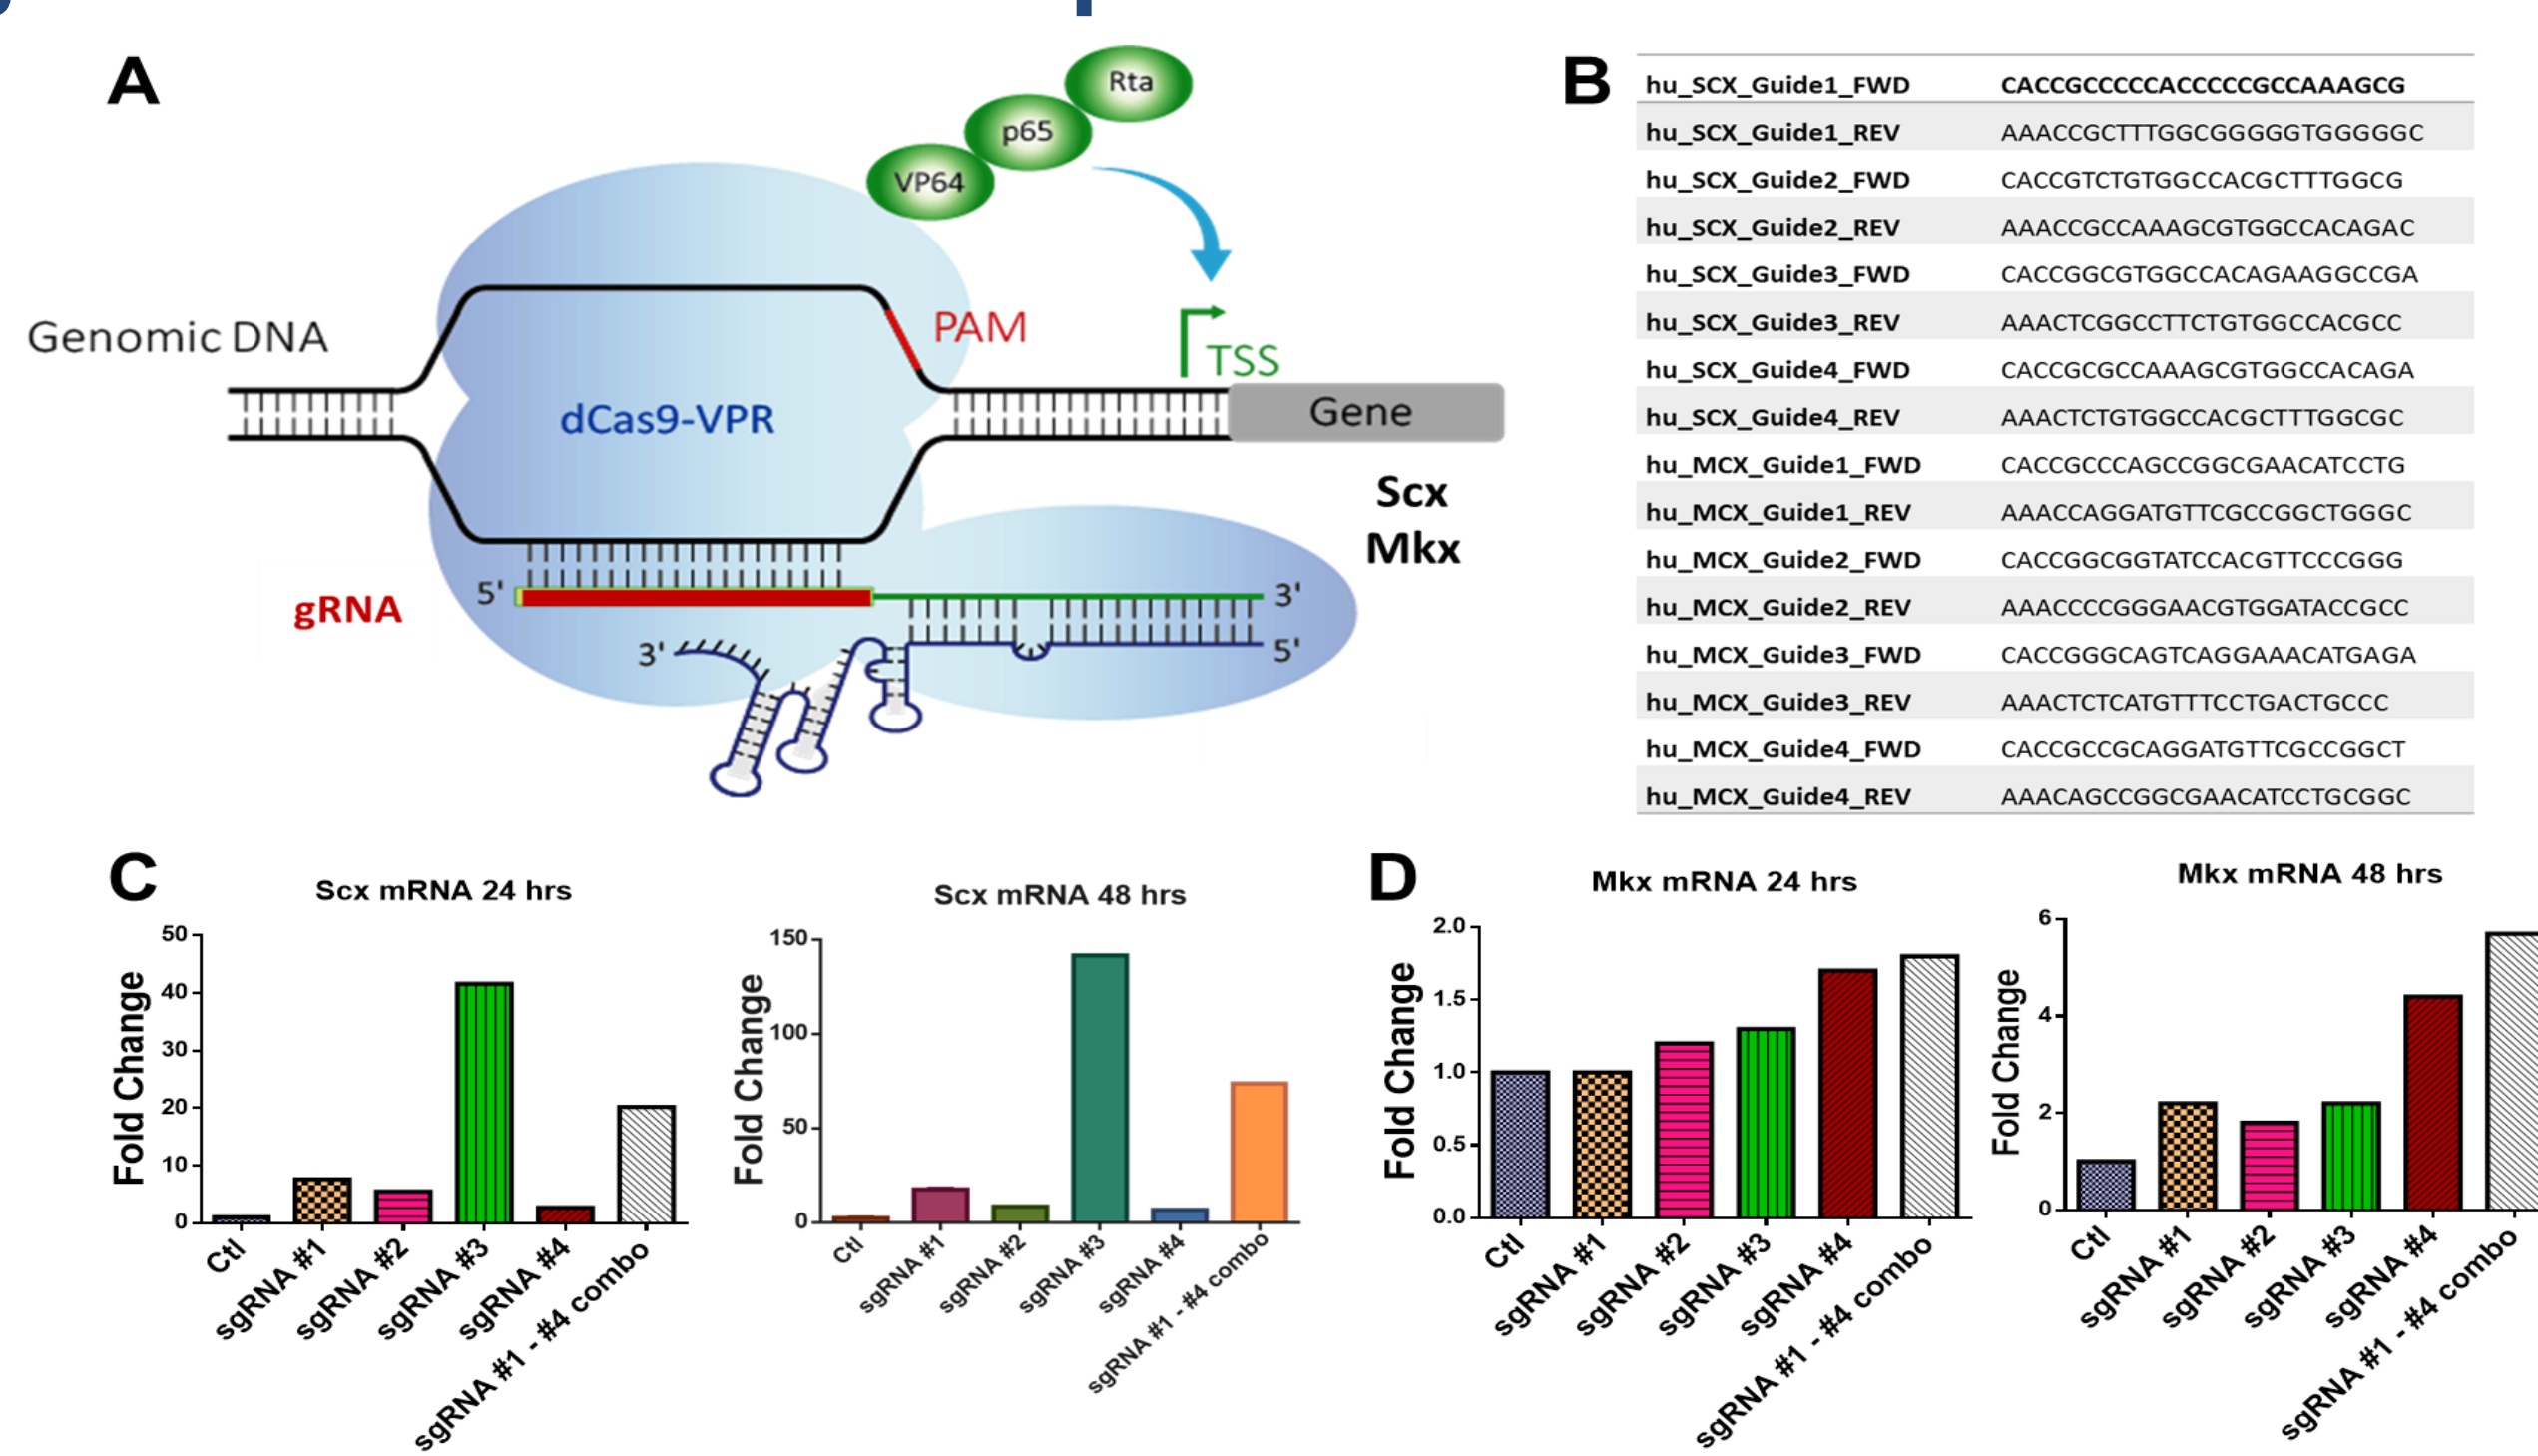 A
Rta
p65
VP64
Genomic DNA
PAM
TSS
dCas9-VPR
Gene
Scx
Mkx
gRNA
5'
3'
3'
5'
B
hu_SCX_Guide1_FWD CACCGCCCCCACCCCCGCCAAAGCG
hu_SCX_Guide1_REV AAACCGCTTTGGCGGGGGTGGGGGC
hu_SCX_Guide2_FWD CACCGTCTGTGGCCACGCTTTGGCG
hu_SCX_Guide2_REV AAACCGCCAAAGCGTGGCCACAGAC
hu_SCX_Guide3_FWD CACCGGCGTGGCCACAGAAGGCCGA
hu_SCX_Guide3_REV AAACTCGGCCTTCTGTGGCCACGCC
hu_SCX_Guide4_FWD CACCGCGCCAAAGCGTGGCCACAGA
hu_SCX_Guide4_REV AAACTCTGTGGCCACGCTTTGGCGC
hu_MCX_Guide1_FWD CACCGCCCAGCCGGCGAACATCCTG
hu_MCX_Guide1_REV AAACCAGGATGTTCGCCGGCTGGGC
hu_MCX_Guide2_FWD CACCGGCGGTATCCACGTTCCCGGG
hu_MCX_Guide2_REV AAACCCCGGGAACGTGGATACCGCC
hu_MCX_Guide3_FWD CACCGGGCAGTCAGGAAACATGAGA
hu_MCX_Guide3_REV AAACTCTCATGTTTCCTGACTGCCC
hu_MCX_Guide4_FWD CACCGCCGCAGGATGTTCGCCGGCT
hu_MCX_Guide4_REV AAACAGCCGGCGAACATCCTGCGGC
C
Scx mRNA 24 hrs
Fold Change
50
40
30
20
10
0
Ctl
sgRNA #1
sgRNA #2
sgRNA #3
sgRNA #4
sgRNA #1 - #4 combo
Scx mRNA 48 hrs
Fold Change
150
100
50
0
Ctl
sgRNA #1
sgRNA #2
sgRNA #3
sgRNA #4
sgRNA #1 - #4 combo
D
Mkx mRNA 24 hrs
Fold Change
2.0
1.5
1.0
0.5
0.0
Ctl
sgRNA #1
sgRNA #2
sgRNA #3
sgRNA #4
sgRNA #1 - #4 combo
Mkx mRNA 48 hrs
Fold Change
6
4
2
0
Ctl
sgRNA #1
sgRNA #2
sgRNA #3
sgRNA #4
sgRNA #1 - #4 combo